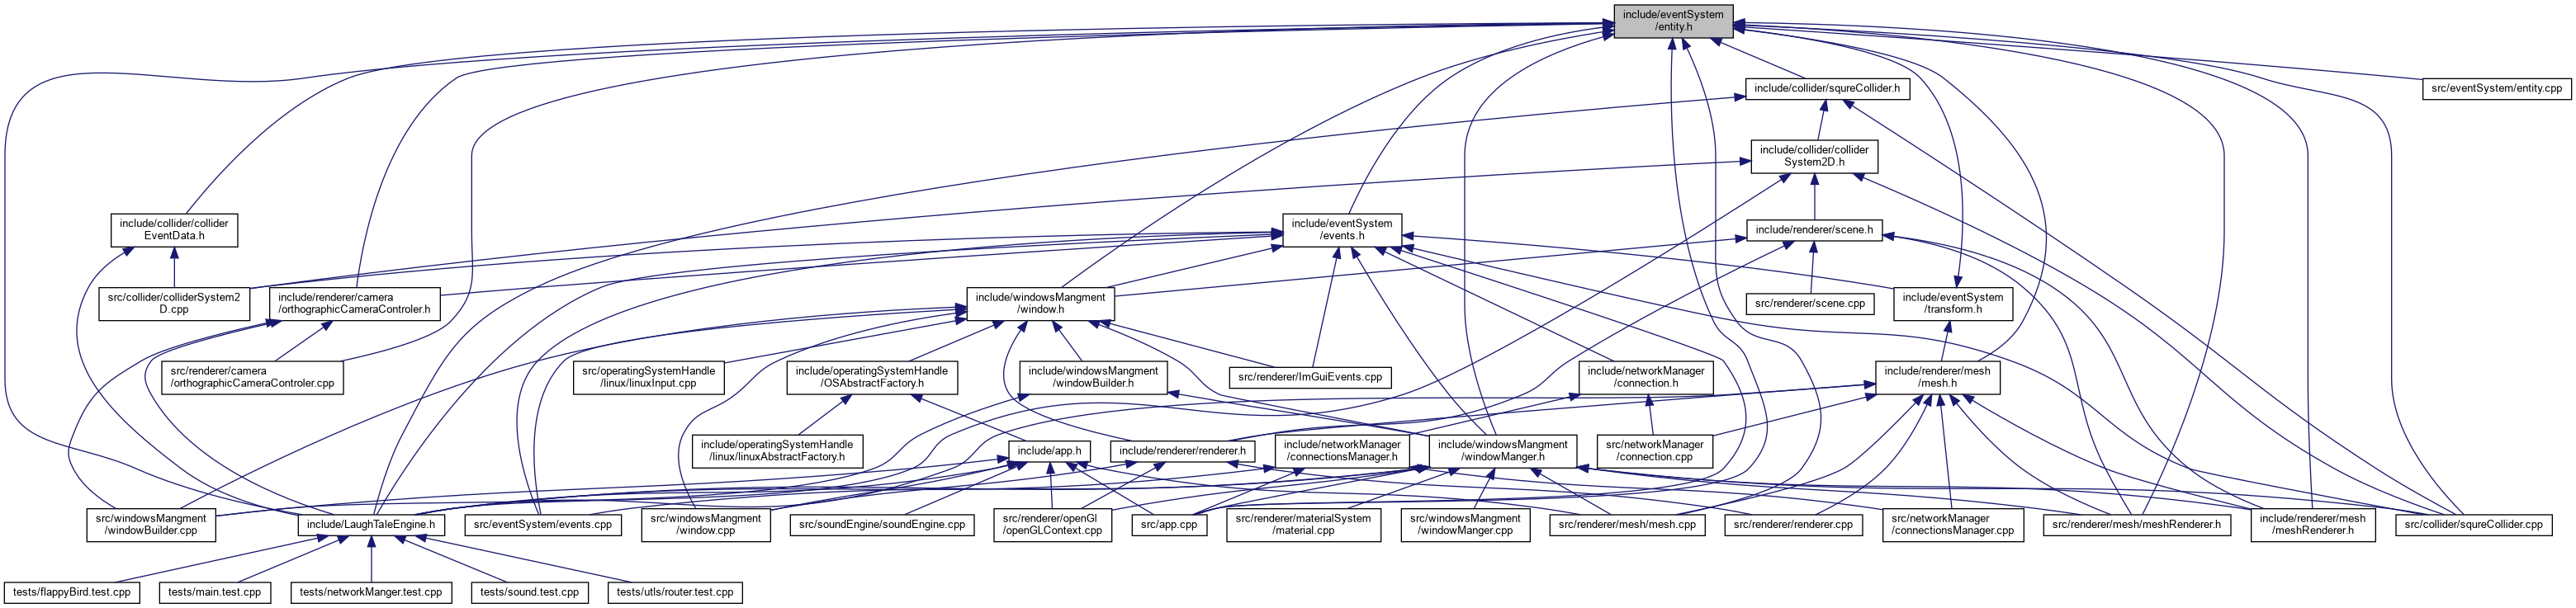 include/eventSystem
/entity.h
include/collider/squreCollider.h
src/eventSystem/entity.cpp
include/collider/collider
System2D.h
include/collider/collider
EventData.h
include/eventSystem
/events.h
include/renderer/scene.h
src/collider/colliderSystem2
D.cpp
include/renderer/camera
/orthographicCameraControler.h
include/windowsMangment
/window.h
src/renderer/scene.cpp
include/eventSystem
/transform.h
src/renderer/camera
/orthographicCameraControler.cpp
src/operatingSystemHandle
/linux/linuxInput.cpp
include/operatingSystemHandle
/OSAbstractFactory.h
include/windowsMangment
/windowBuilder.h
src/renderer/ImGuiEvents.cpp
include/networkManager
/connection.h
include/renderer/mesh
/mesh.h
include/operatingSystemHandle
/linux/linuxAbstractFactory.h
include/app.h
include/renderer/renderer.h
include/networkManager
/connectionsManager.h
include/windowsMangment
/windowManger.h
src/networkManager
/connection.cpp
src/windowsMangment
/windowBuilder.cpp
include/LaughTaleEngine.h
src/eventSystem/events.cpp
src/windowsMangment
/window.cpp
src/soundEngine/soundEngine.cpp
src/renderer/openGl
/openGLContext.cpp
src/app.cpp
src/renderer/materialSystem
/material.cpp
src/windowsMangment
/windowManger.cpp
src/renderer/mesh/mesh.cpp
src/renderer/renderer.cpp
src/networkManager
/connectionsManager.cpp
src/renderer/mesh/meshRenderer.h
include/renderer/mesh
/meshRenderer.h
src/collider/squreCollider.cpp
tests/flappyBird.test.cpp
tests/main.test.cpp
tests/networkManger.test.cpp
tests/sound.test.cpp
tests/utls/router.test.cpp